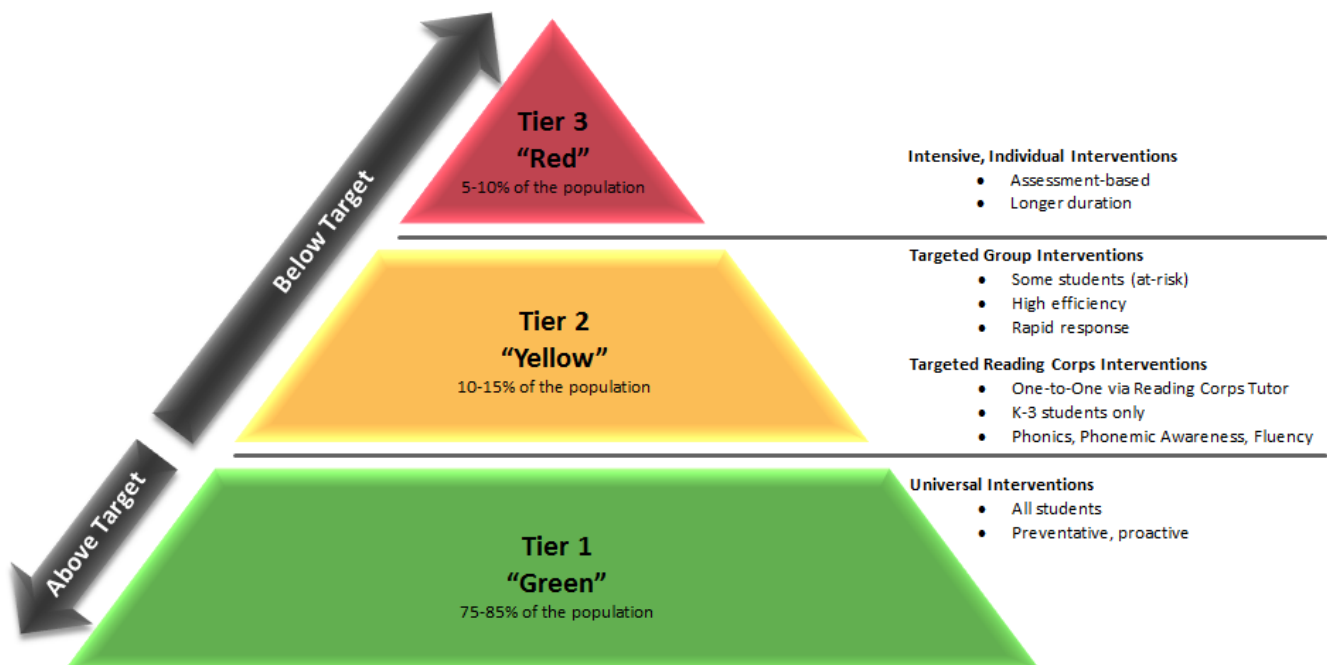 Below Target
Above Target
Tier 3
“Red”
5-10% of the population
Tier 2
“Yellow”
10-15% of the population
Tier 1
“Green”
75-85% of the population
Intensive, Individual Interventions
● Assessment-based
● Longer duration
Targeted Group Interventions
● Some students (at-risk)
● High efficiency
● Rapid response
Targeted Reading Corps Interventions
● One-to-One via Reading Corps Tutor
● K-3 students only
● Phonics, Phonemic Awareness, Fluency
Universal Interventions
● All students
● Preventative, proactive